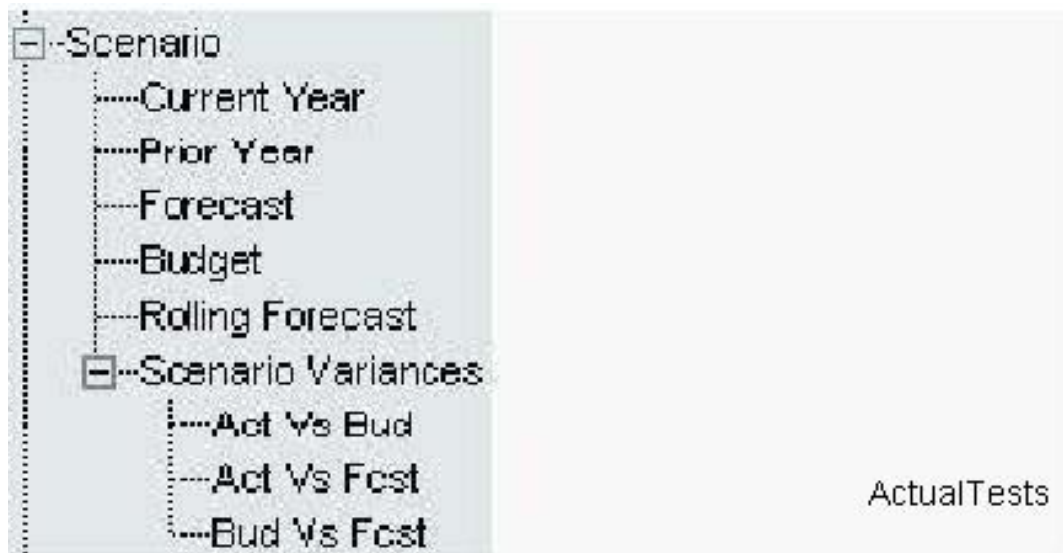 Scenario
Current Year
Prior Year
Forecast
Budget
Rolling Forecast
Scenario Variances
Act Vs Bud
Act Vs Fcst
Bud Vs Fcst
ActualTests